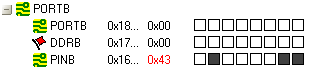 PORTB
PORTB 0x18... 0x00
DDRB 0x17... 0x00
PINB 0x16... 0x43